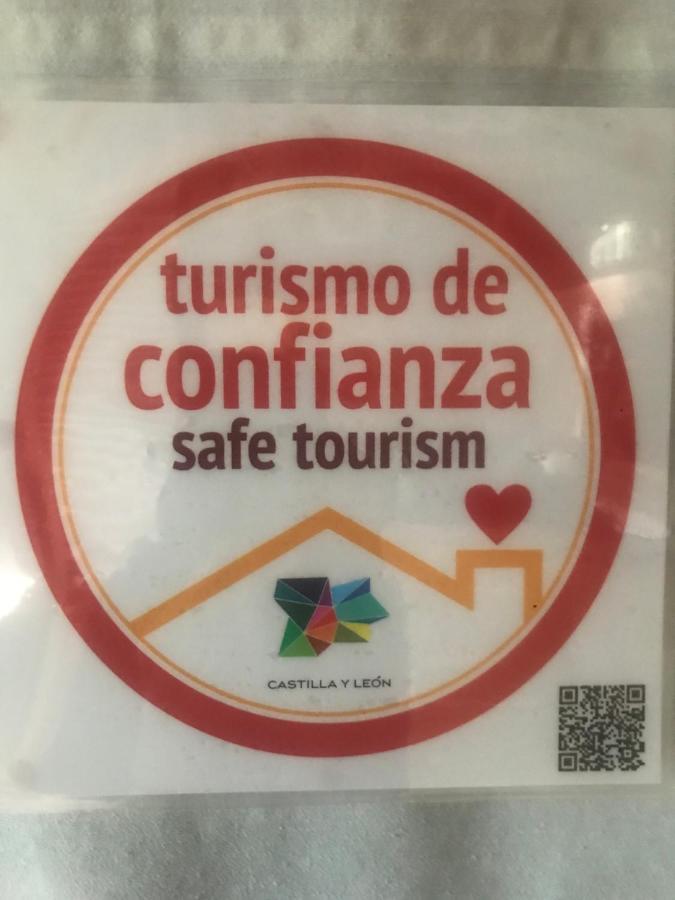 turismo de
confianza
safe tourism
CASTILLA Y LEÓN